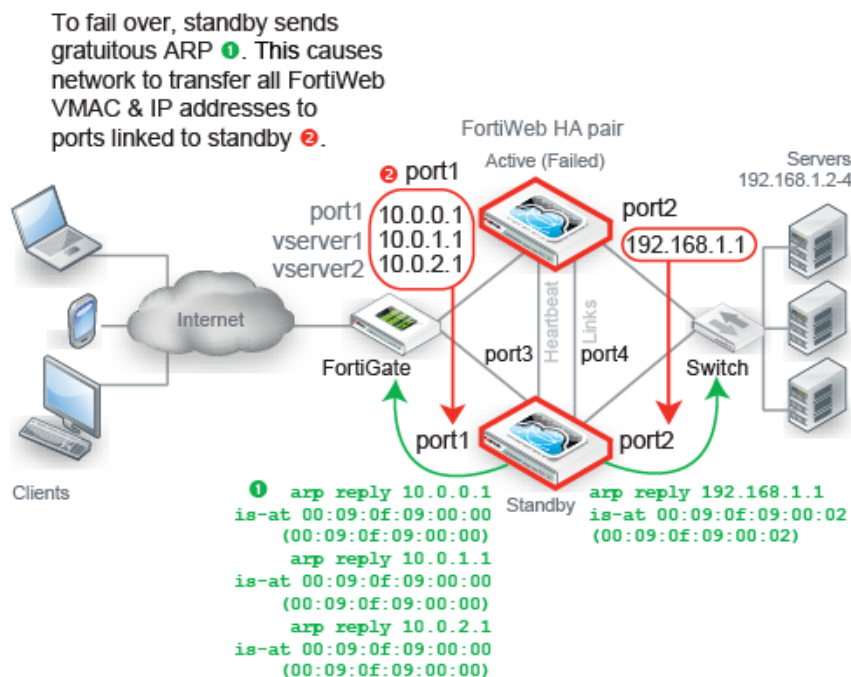 To fail over, standby sends
gratuitous ARP ❶. This causes
network to transfer all FortiWeb
VMAC & IP addresses to
ports linked to standby ❷.
FortiWeb HA pair
Active (Failed)
Servers
192.168.1.2-4
❷ port1
port1 10.0.0.1
vserver1 10.0.1.1
vserver2 10.0.2.1
port2
192.168.1.1
Internet
FortiGate
port3
Heartbeat
Links
port4
Switch
port1
port2
Clients
Standby
❶ arp reply 10.0.0.1
is-at 00:09:0f:09:00:00
(00:09:0f:09:00:00)
arp reply 10.0.1.1
is-at 00:09:0f:09:00:00
(00:09:0f:09:00:00)
arp reply 10.0.2.1
is-at 00:09:0f:09:00:00
(00:09:0f:09:00:00)
arp reply 192.168.1.1
is-at 00:09:0f:09:00:02
(00:09:0f:09:00:02)